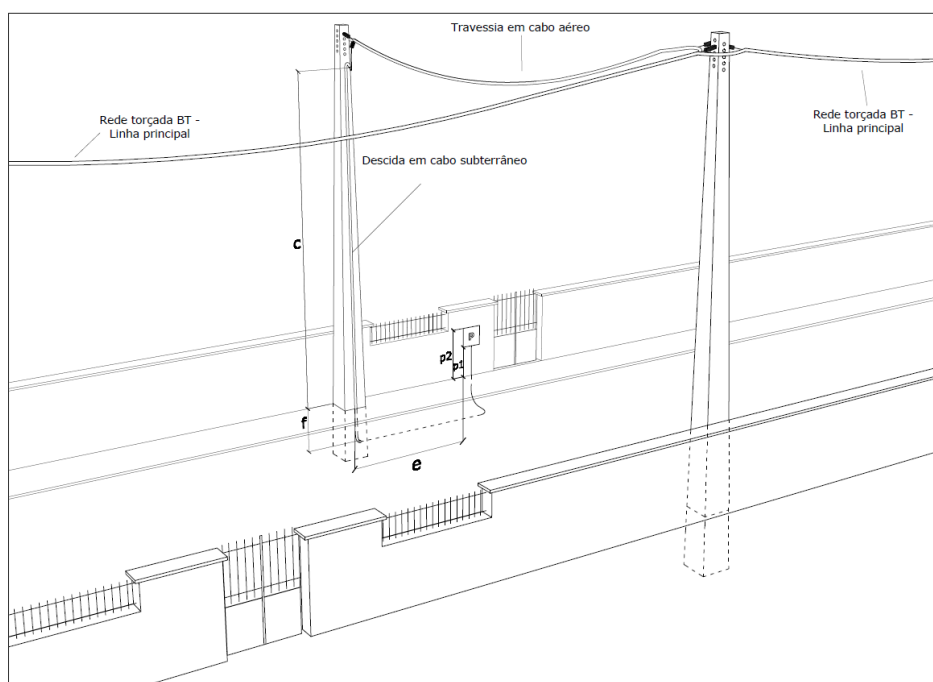 Travessia em cabo aéreo
Rede torçada BT -
Linha principal
Rede torçada BT -
Linha principal
Descida em cabo subterrâneo
c
P
p2
p1
f
e